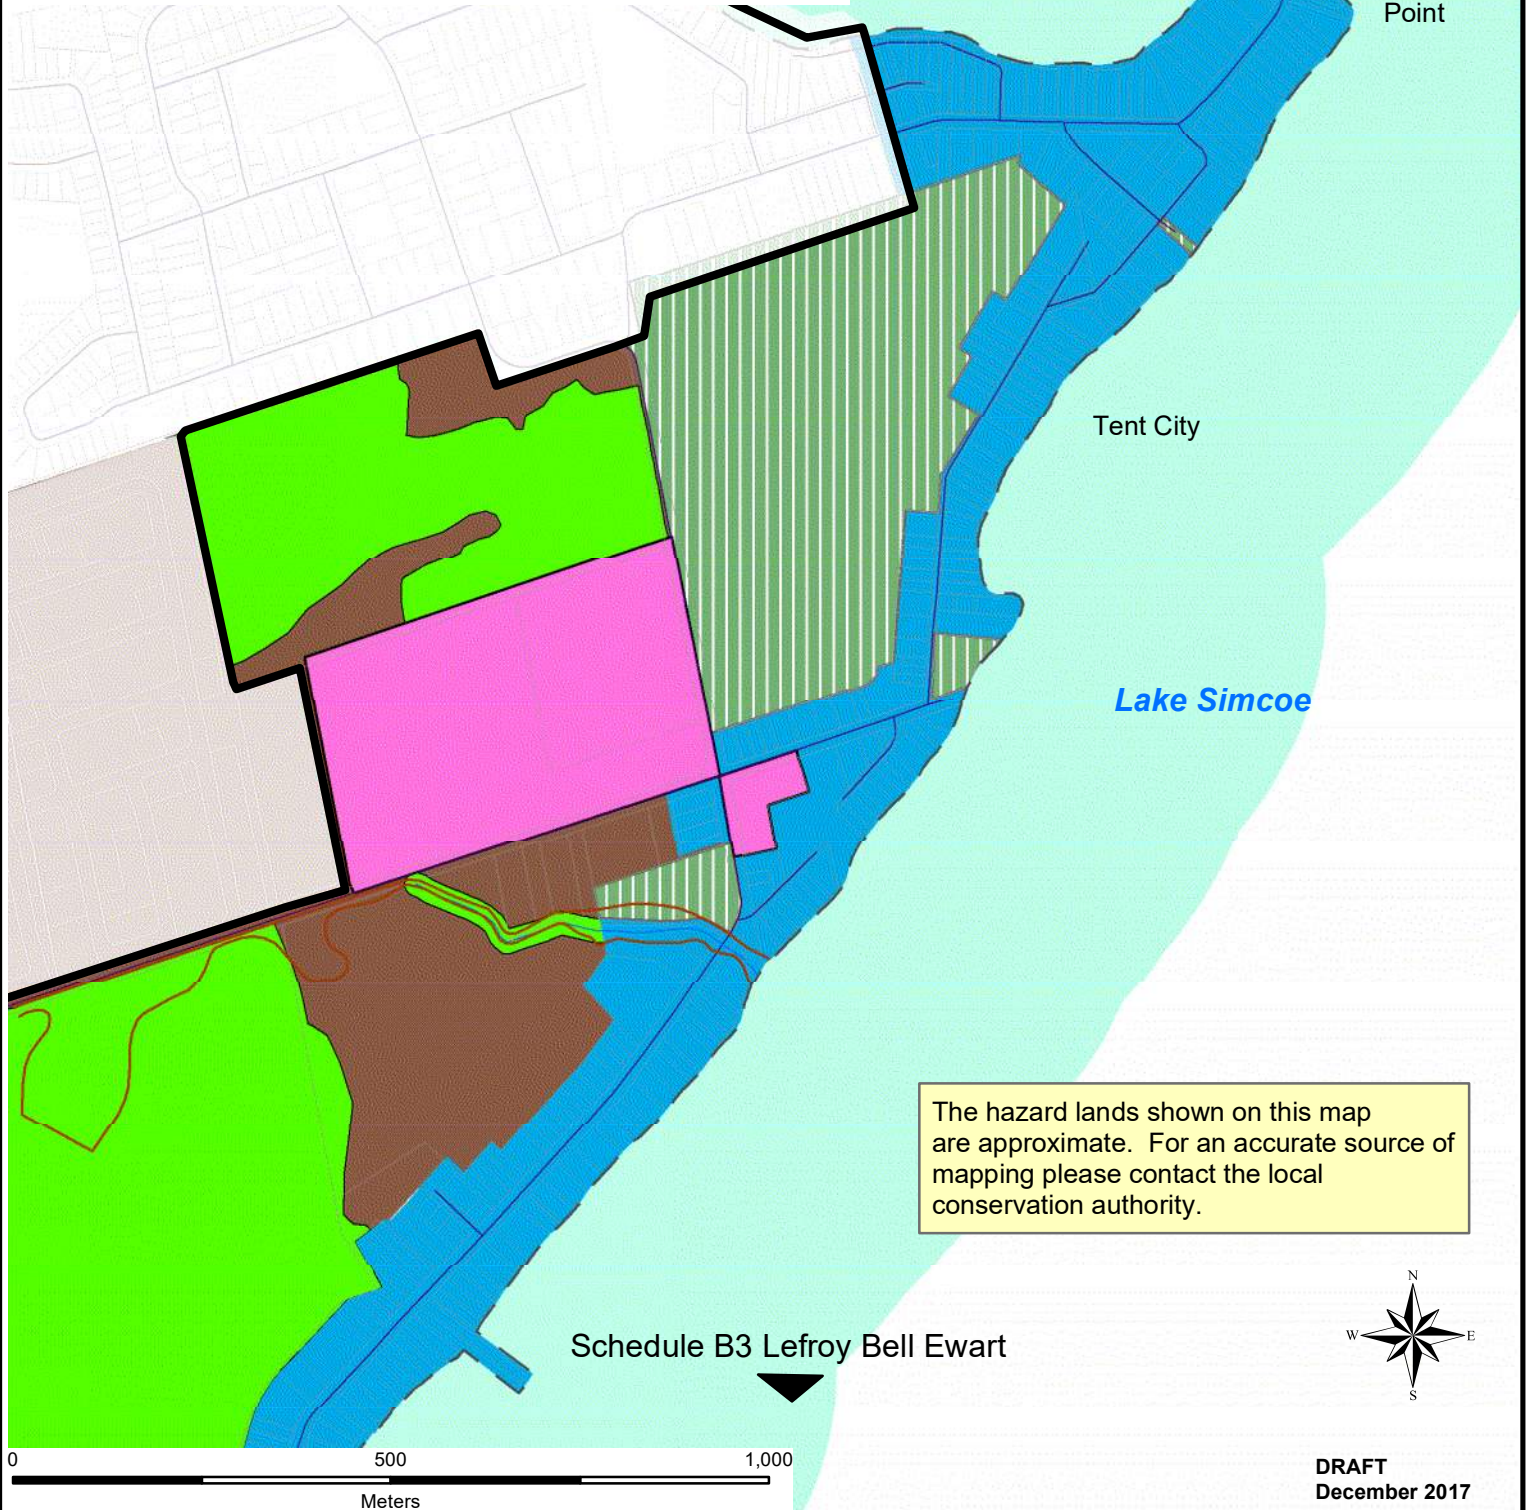 Point
Tent City
Lake Simcoe
The hazard lands shown on this map
are approximate.  For an accurate source of
mapping please contact the local
conservation authority.
N
W
E
S
Schedule B3 Lefroy Bell Ewart
0
500
1,000
Meters
DRAFT
December 2017